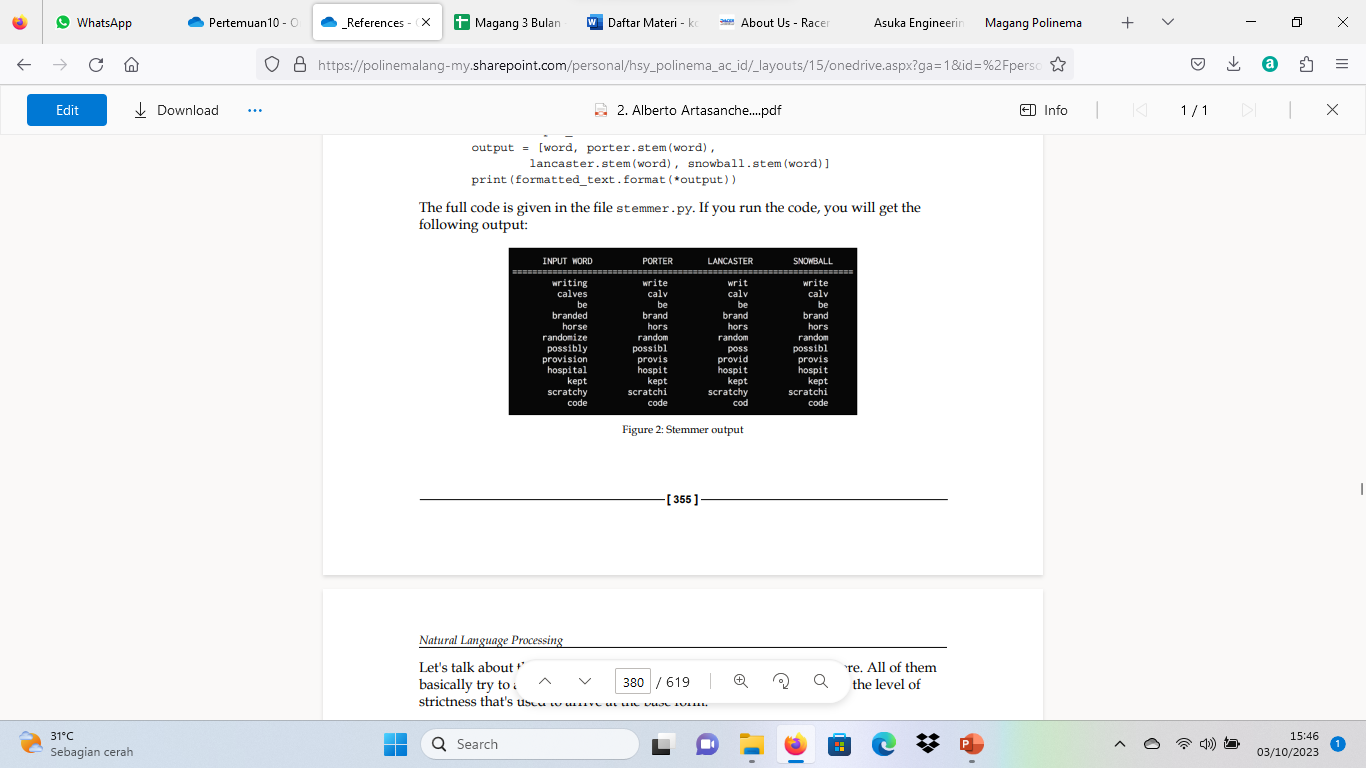 WhatsApp
Pertemuan10 - O
_References -
Magang 3 Bulan
Daftar Materi - ko
About Us - Racer
Asuka Engineerin
Magang Polinema
https://polinemalang-my.sharepoint.com/personal/hsy_polinema_ac_id/_layouts/15/onedrive.aspx?ga=1&id=%2Fperso
Edit
Download
2. Alberto Artasanche....pdf
Info
1 / 1
output = [word, porter.stem(word),
lancaster.stem(word), snowball.stem(word)]
print(formatted_text.format(*output))
The full code is given in the file stemmer.py. If you run the code, you will get the
following output:
INPUT WORD PORTER LANCASTER SNOWBALL
====================================================================
writing write writ write
calves calv calv calv
be be be be
branded brand brand brand
horse hors hors hors
randomize random random random
possibly possibl poss possibl
provision provis provid provis
hospital hospit hospit hospit
kept kept kept kept
scratchy scratchi scratchy scratchi
code code cod code
Figure 2: Stemmer output
[ 355 ]
Natural Language Processing
Let's talk about re. All of them
basically try to the level of
strictness that's used to arrive at the base form.
380 / 619
31°C
Sebagian cerah
Search
15:46
03/10/2023
1